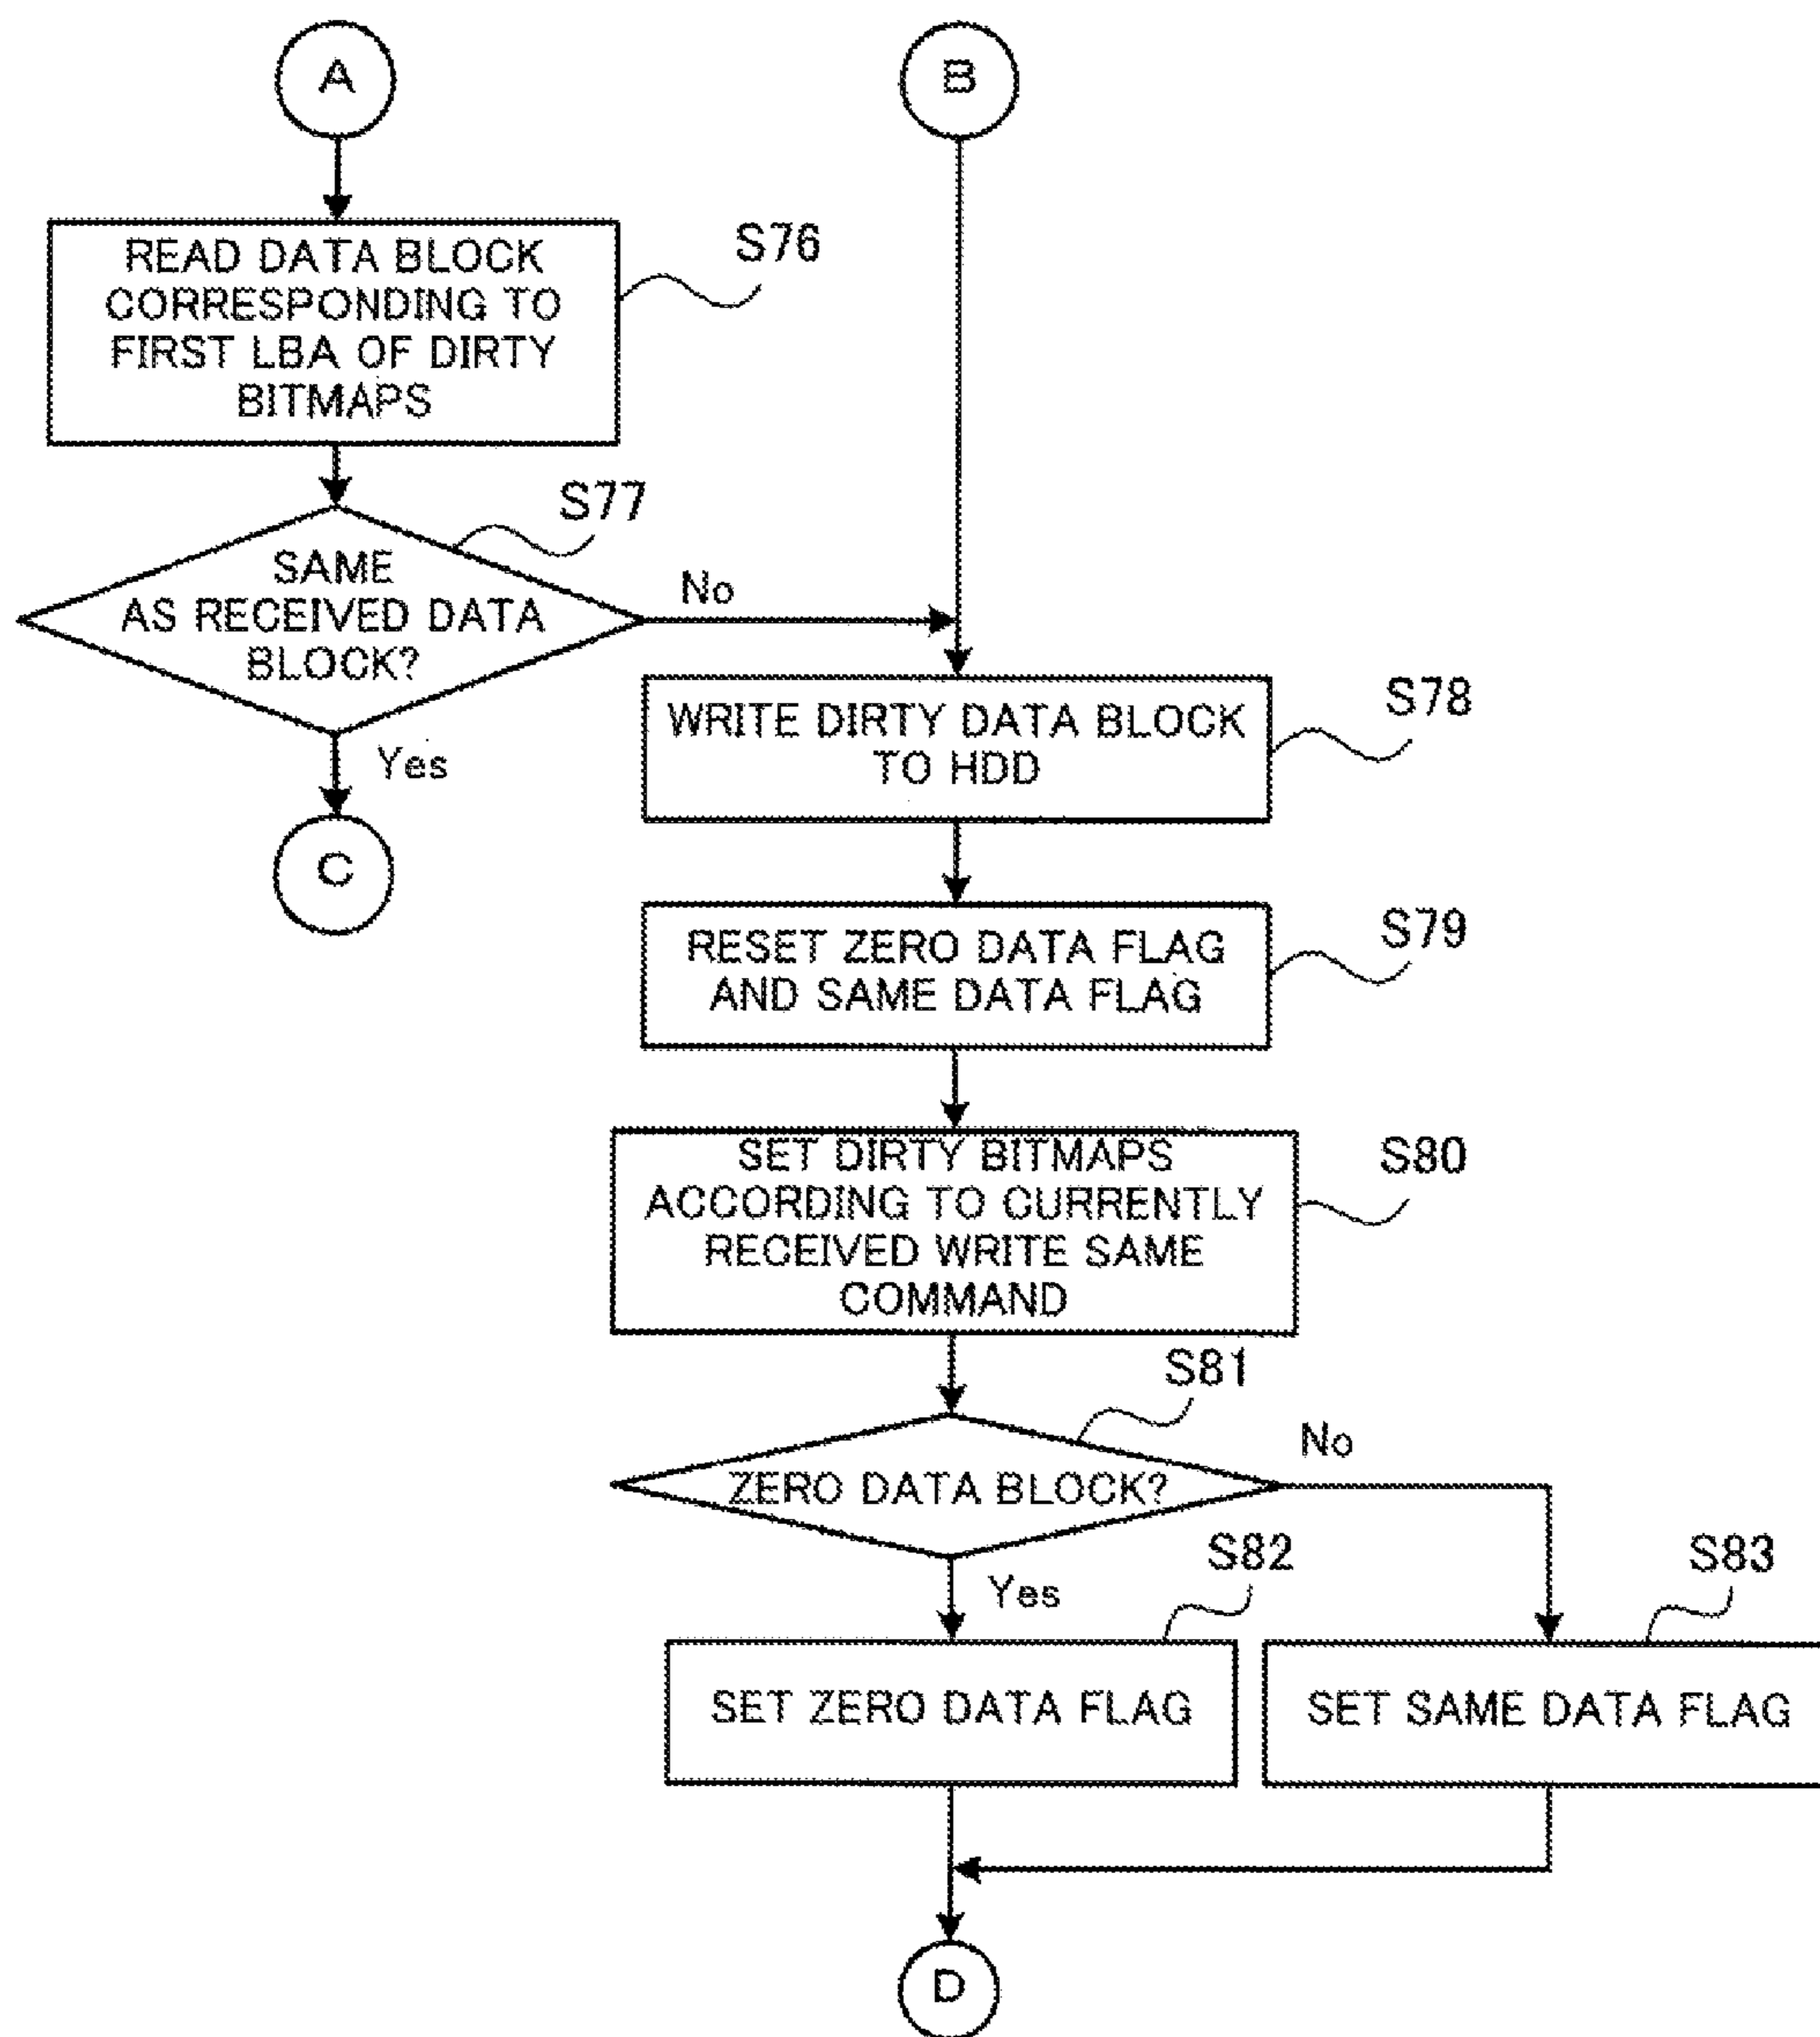 A
B
READ DATA BLOCK
CORRESPONDING TO
FIRST LBA OF DIRTY
BITMAPS
S76
S77
SAME
AS RECEIVED DATA
BLOCK?
No
Yes
C
WRITE DIRTY DATA BLOCK
TO HDD
S78
RESET ZERO DATA FLAG
AND SAME DATA FLAG
S79
SET DIRTY BITMAPS
ACCORDING TO CURRENTLY
RECEIVED WRITE SAME
COMMAND
S80
S81
ZERO DATA BLOCK?
No
Yes
S82
S83
SET ZERO DATA FLAG
SET SAME DATA FLAG
D